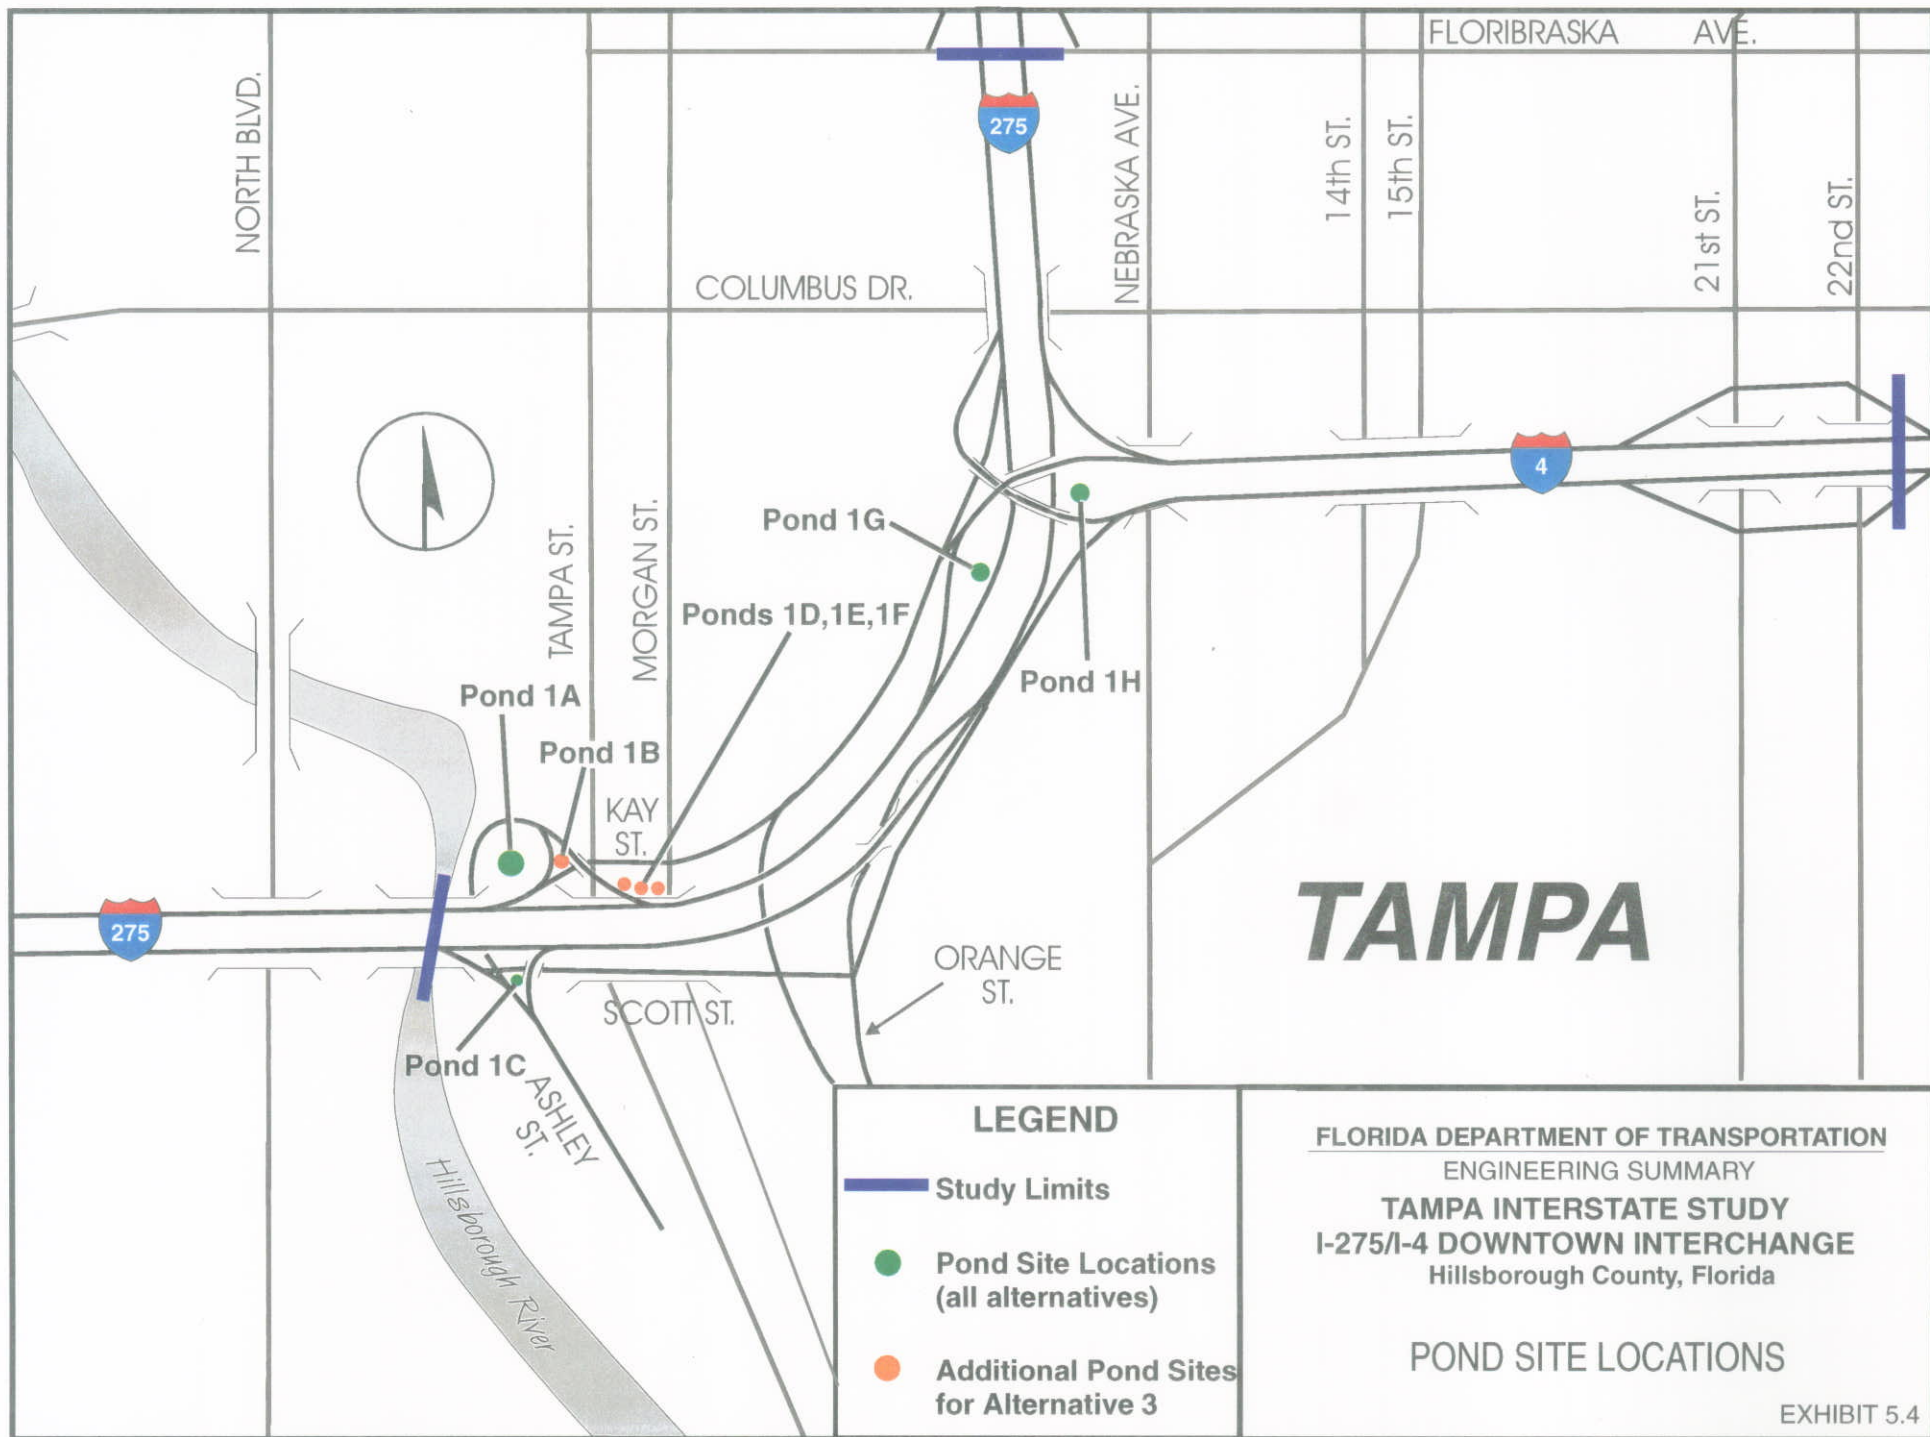 FLORIBRASKA AVE.
NORTH BLVD.
275
NEBRASKA AVE.
14th ST.
15th ST.
21st ST.
22nd ST.
COLUMBUS DR.
4
TAMPA ST.
MORGAN ST.
Pond 1G
Ponds 1D,1E,1F
Pond 1H
Pond 1A
Pond 1B
KAY
ST.
275
TAMPA
ORANGE
ST.
SCOTT ST.
Pond 1C
ASHLEY
ST.
Hillsborough River
LEGEND
Study Limits
Pond Site Locations
(all alternatives)
Additional Pond Sites
for Alternative 3
FLORIDA DEPARTMENT OF TRANSPORTATION
ENGINEERING SUMMARY
TAMPA INTERSTATE STUDY
I-275/I-4 DOWNTOWN INTERCHANGE
Hillsborough County, Florida
POND SITE LOCATIONS
EXHIBIT 5.4